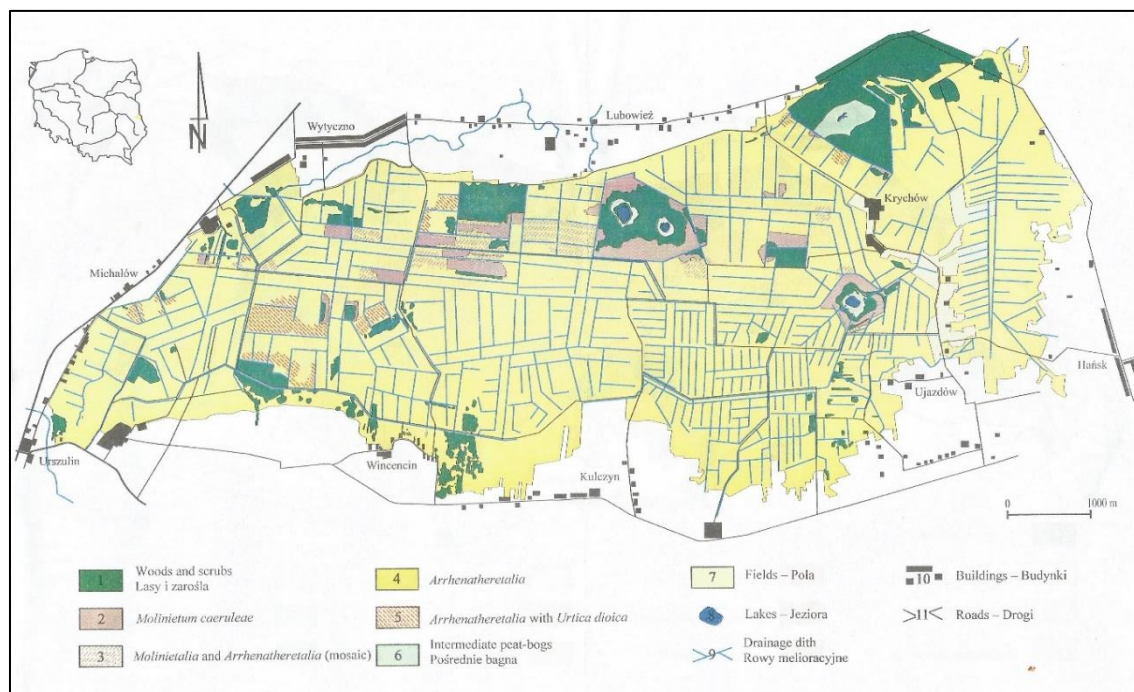 N
Wytyczno
Lubowież
Krychów
Michałów
Hańsk
Ujazdów
Urszulin
Wincencin
Kulczyn
0 1000 m
1 Woods and scrubs
Lasy i zarośla
2 Molinietum caeruleae
3 Molinietalia and Arrhenatheretalia (mosaic)
4 Arrhenatheretalia
5 Arrhenatheretalia with Urtica dioica
6 Intermediate peat-bogs
Pośrednie bagna
7 Fields – Pola
8 Lakes – Jeziora
9 Drainage dith
Rowy melioracyjne
10 Buildings – Budynki
>11< Roads – Drogi